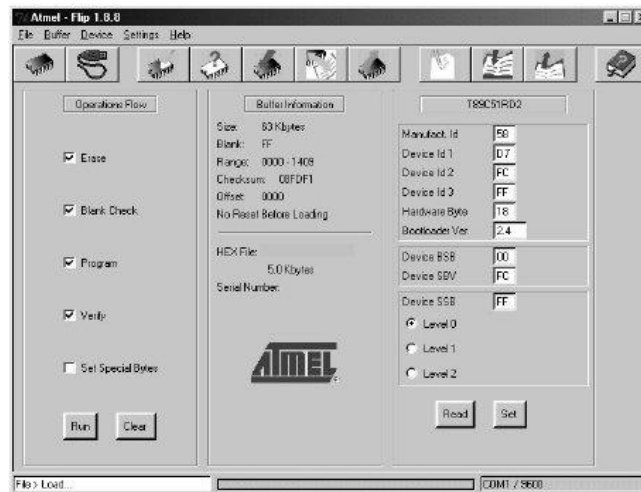 Atmel - Flip 1.8.8
File Buffer Device Settings Help
Operations Flow
Erase
Blank Check
Program
Verify
Set Special Bytes
Run Clear
Buffer Information
Size: 63 Kbytes
Blank: FF
Range: 0000 - 1409
Checksum: 08FDF1
Offset: 0000
No Reset Before Loading
HEX File:
5.0 Kbytes
Serial Number:
ATMEL
T89C51RD2
Manufact. Id 58
Device Id 1 D7
Device Id 2 FC
Device Id 3 FF
Hardware Byte 18
Bootloader Ver. 2.4
Device BSB 00
Device SBV FC
Device SSB FF
Level 0
Level 1
Level 2
Read Set
File > Load...
COM1 / 9600